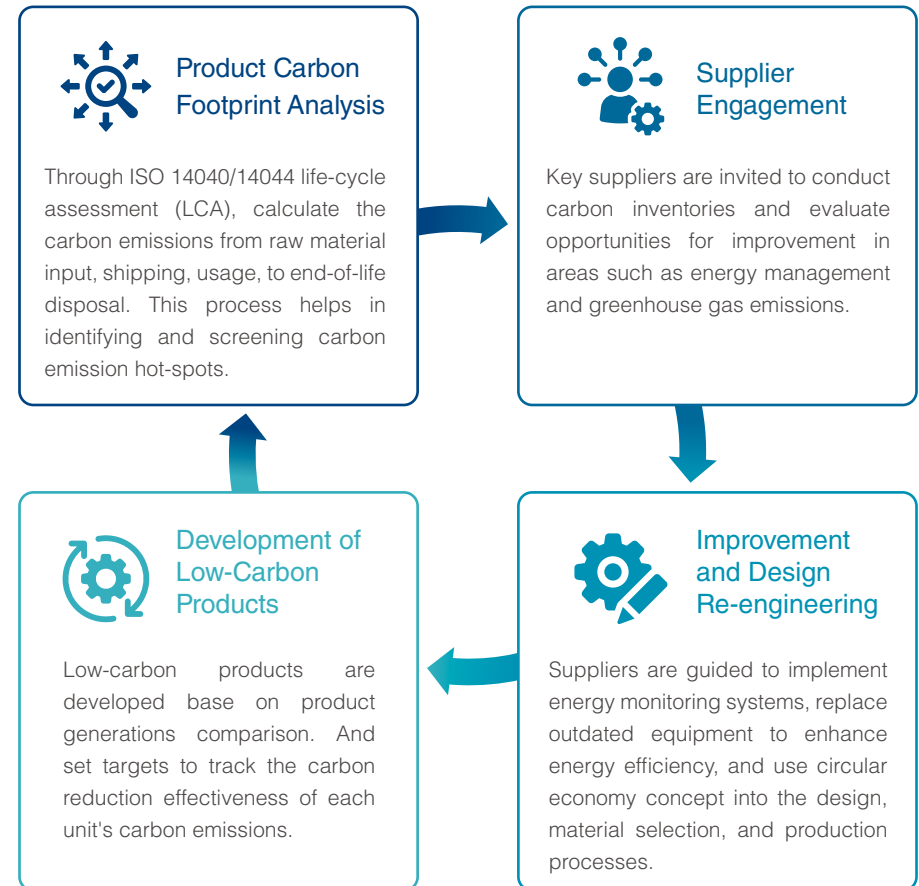 Product Carbon
Footprint Analysis
Through ISO 14040/14044 life-cycle
assessment (LCA), calculate the
carbon emissions from raw material
input, shipping, usage, to end-of-life
disposal. This process helps in
identifying and screening carbon
emission hot-spots.
Supplier
Engagement
Key suppliers are invited to conduct
carbon inventories and evaluate
opportunities for improvement in
areas such as energy management
and greenhouse gas emissions.
Improvement
and Design
Re-engineering
Suppliers are guided to implement
energy monitoring systems, replace
outdated equipment to enhance
energy efficiency, and use circular
economy concept into the design,
material selection, and production
processes.
Development of
Low-Carbon
Products
Low-carbon products are
developed base on product
generations comparison. And
set targets to track the carbon
reduction effectiveness of each
unit's carbon emissions.